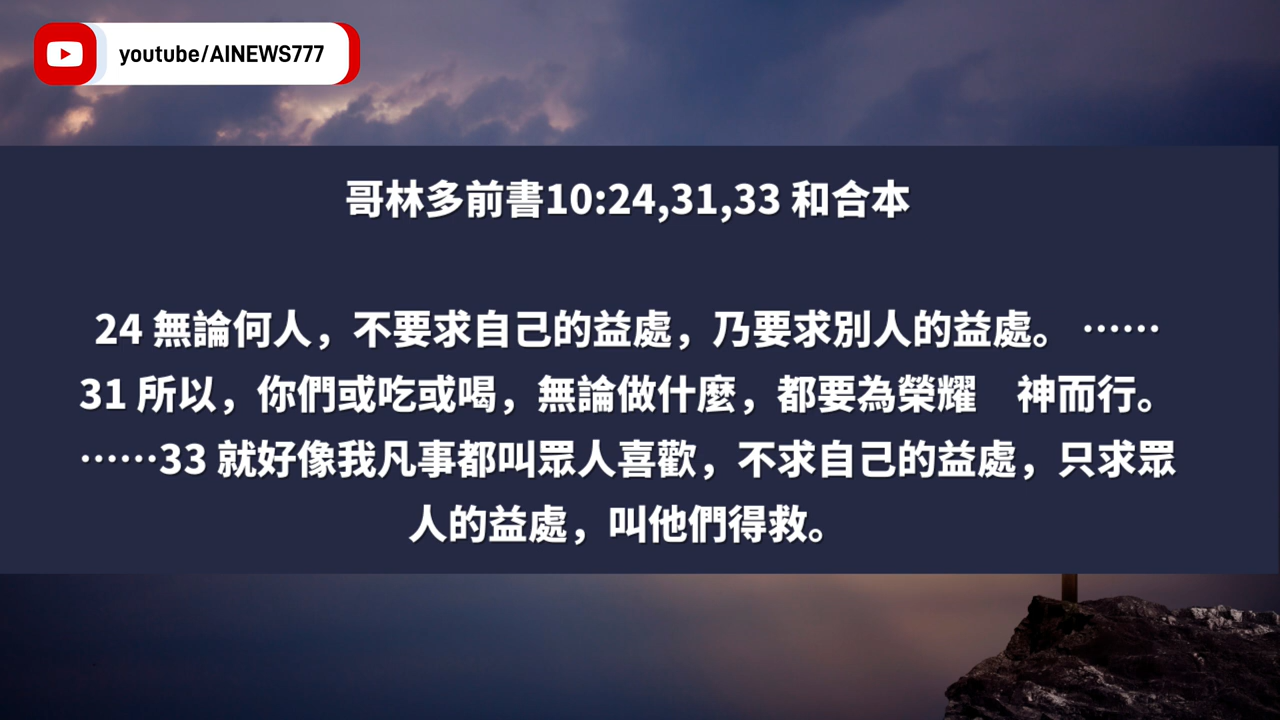 youtube/AINEWS777
哥林多前書10:24,31,33 和合本
24 無論何人，不要求自己的益處，乃要求別人的益處。 ⋯⋯
31 所以，你們或吃或喝，無論做什麼，都要為榮耀　神而行。
⋯⋯33 就好像我凡事都叫眾人喜歡，不求自己的益處，只求眾
人的益處，叫他們得救。